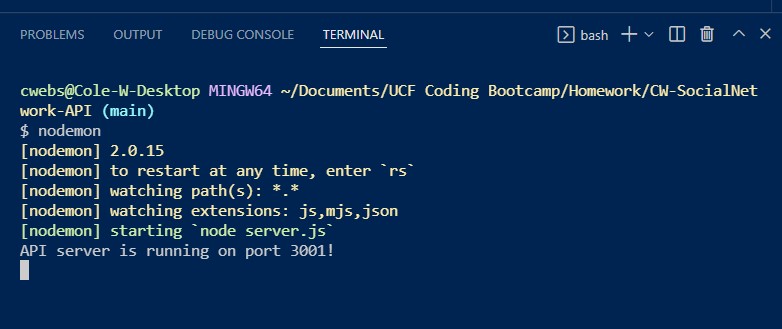 PROBLEMS OUTPUT DEBUG CONSOLE TERMINAL bash
cwebs@Cole-W-Desktop MINGW64 ~/Documents/UCF Coding Bootcamp/Homework/CW-SocialNet
work-API (main)
$ nodemon
[nodemon] 2.0.15
[nodemon] to restart at any time, enter `rs`
[nodemon] watching path(s): *.*
[nodemon] watching extensions: js,mjs,json
[nodemon] starting `node server.js`
API server is running on port 3001!